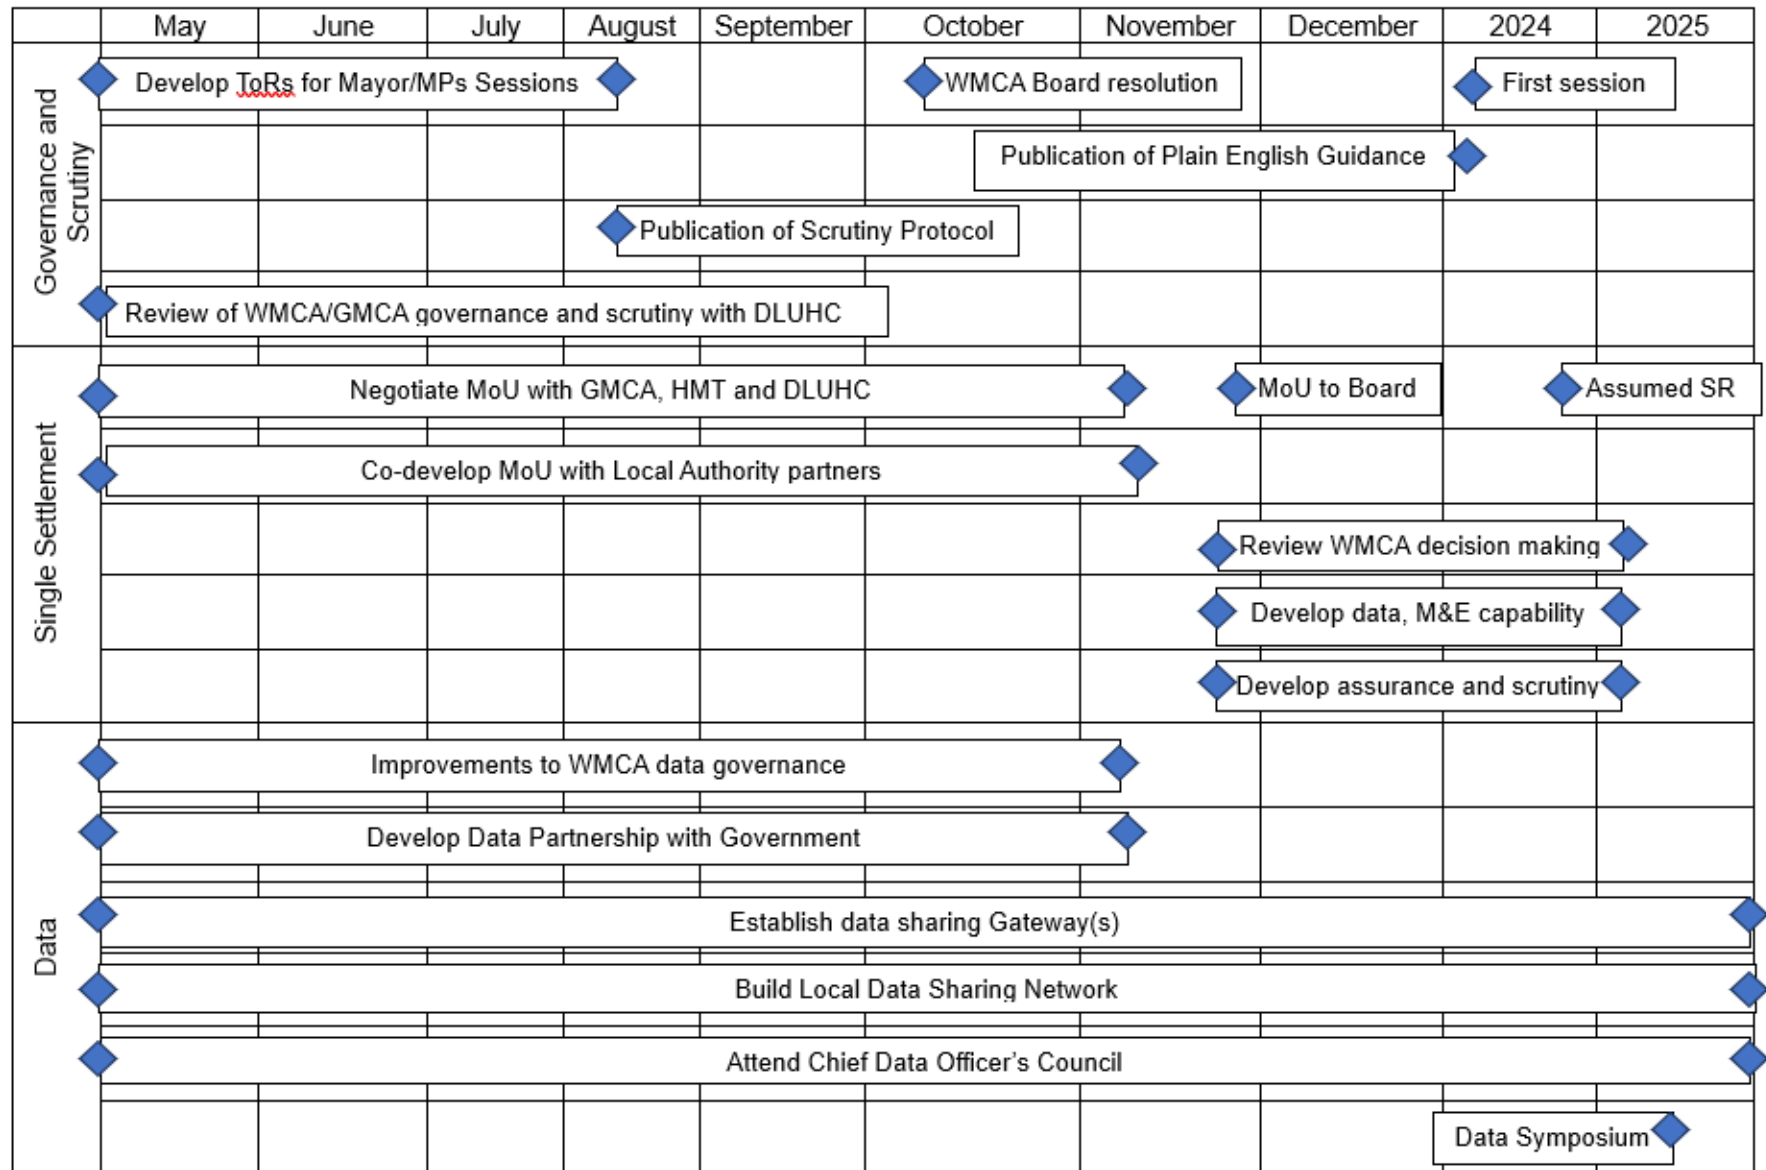 May June July August September October November December 2024 2025
Governance and
Scrutiny
Develop ToRs for Mayor/MPs Sessions
WMCA Board resolution
First session
Publication of Plain English Guidance
Publication of Scrutiny Protocol
Review of WMCA/GMCA governance and scrutiny with DLUHC
Single Settlement
Negotiate MoU with GMCA, HMT and DLUHC
MoU to Board
Assumed SR
Co-develop MoU with Local Authority partners
Review WMCA decision making
Develop data, M&E capability
Develop assurance and scrutiny
Data
Improvements to WMCA data governance
Develop Data Partnership with Government
Establish data sharing Gateway(s)
Build Local Data Sharing Network
Attend Chief Data Officer's Council
Data Symposium